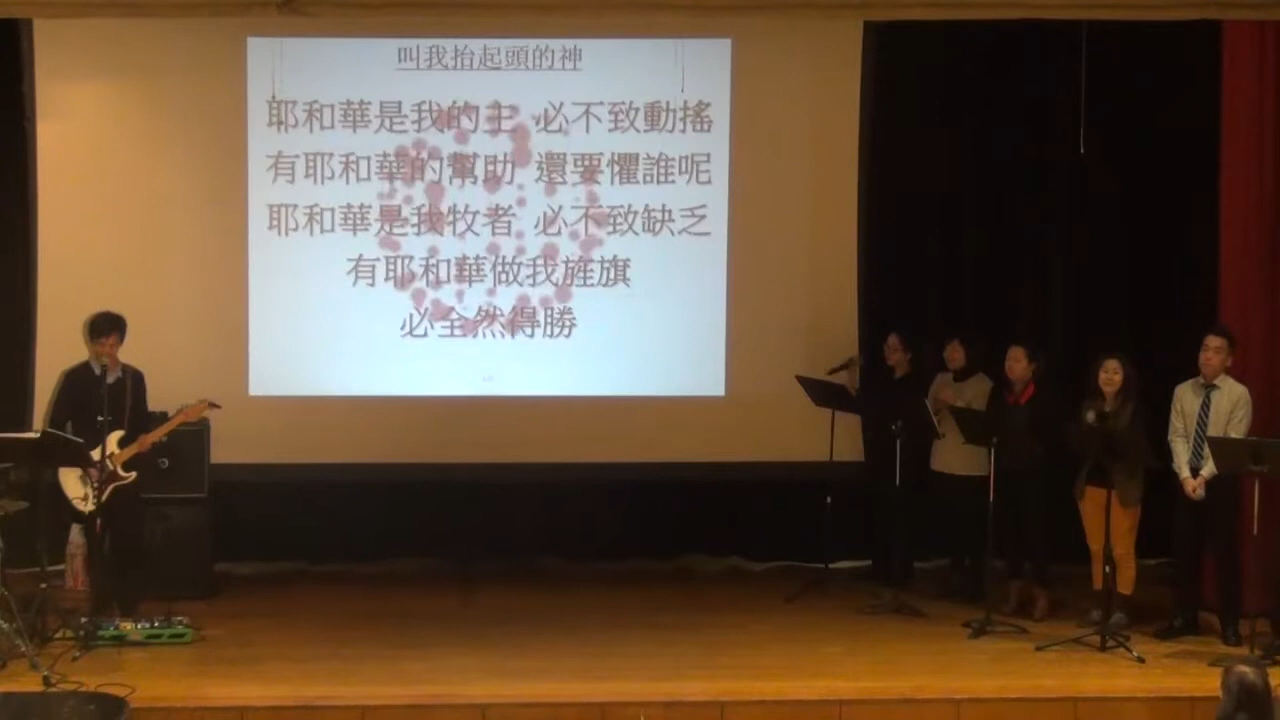 叫我抬起頭的神
耶和華是我的主 必不致動搖
有耶和華的幫助 還要懼誰呢
耶和華是我牧者 必不致缺乏
有耶和華做我旌旗
必全然得勝